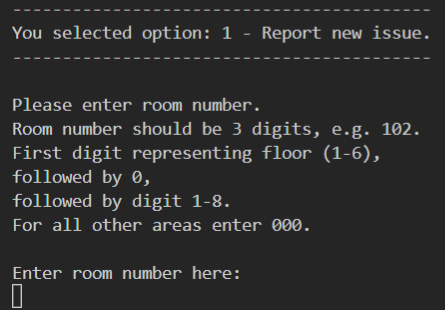 ------------------------------------------
You selected option: 1 - Report new issue.
------------------------------------------
Please enter room number.
Room number should be 3 digits, e.g. 102.
First digit representing floor (1-6),
followed by 0,
followed by digit 1-8.
For all other areas enter 000.
Enter room number here: